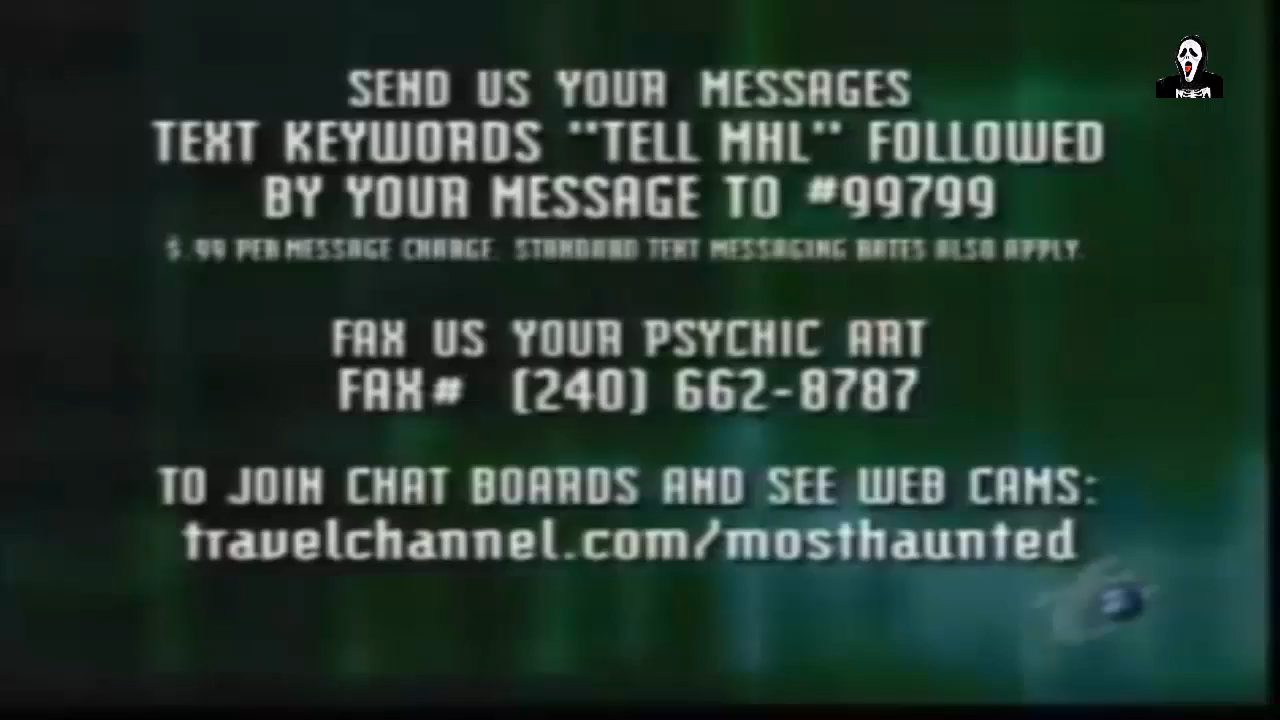 SEND US YOUR MESSAGES
TEXT KEYWORDS "TELL MHL" FOLLOWED
BY YOUR MESSAGE TO #99799
$.99 PER MESSAGE CHARGE. STANDARD TEXT MESSAGING RATES ALSO APPLY.
FAX US YOUR PSYCHIC ART
FAX# (240) 662-8787
TO JOIN CHAT BOARDS AND SEE WEB CAMS:
travelchannel.com/mosthaunted